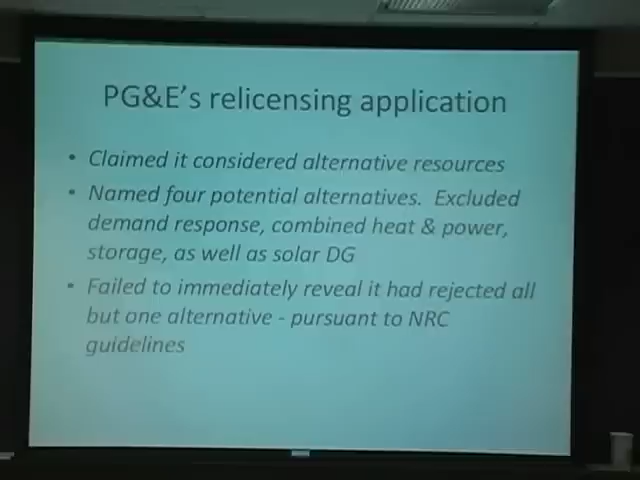 PG&E's relicensing application
• Claimed it considered alternative resources
• Named four potential alternatives.  Excluded
demand response, combined heat & power,
storage, as well as solar DG
• Failed to immediately reveal it had rejected all
but one alternative - pursuant to NRC
guidelines